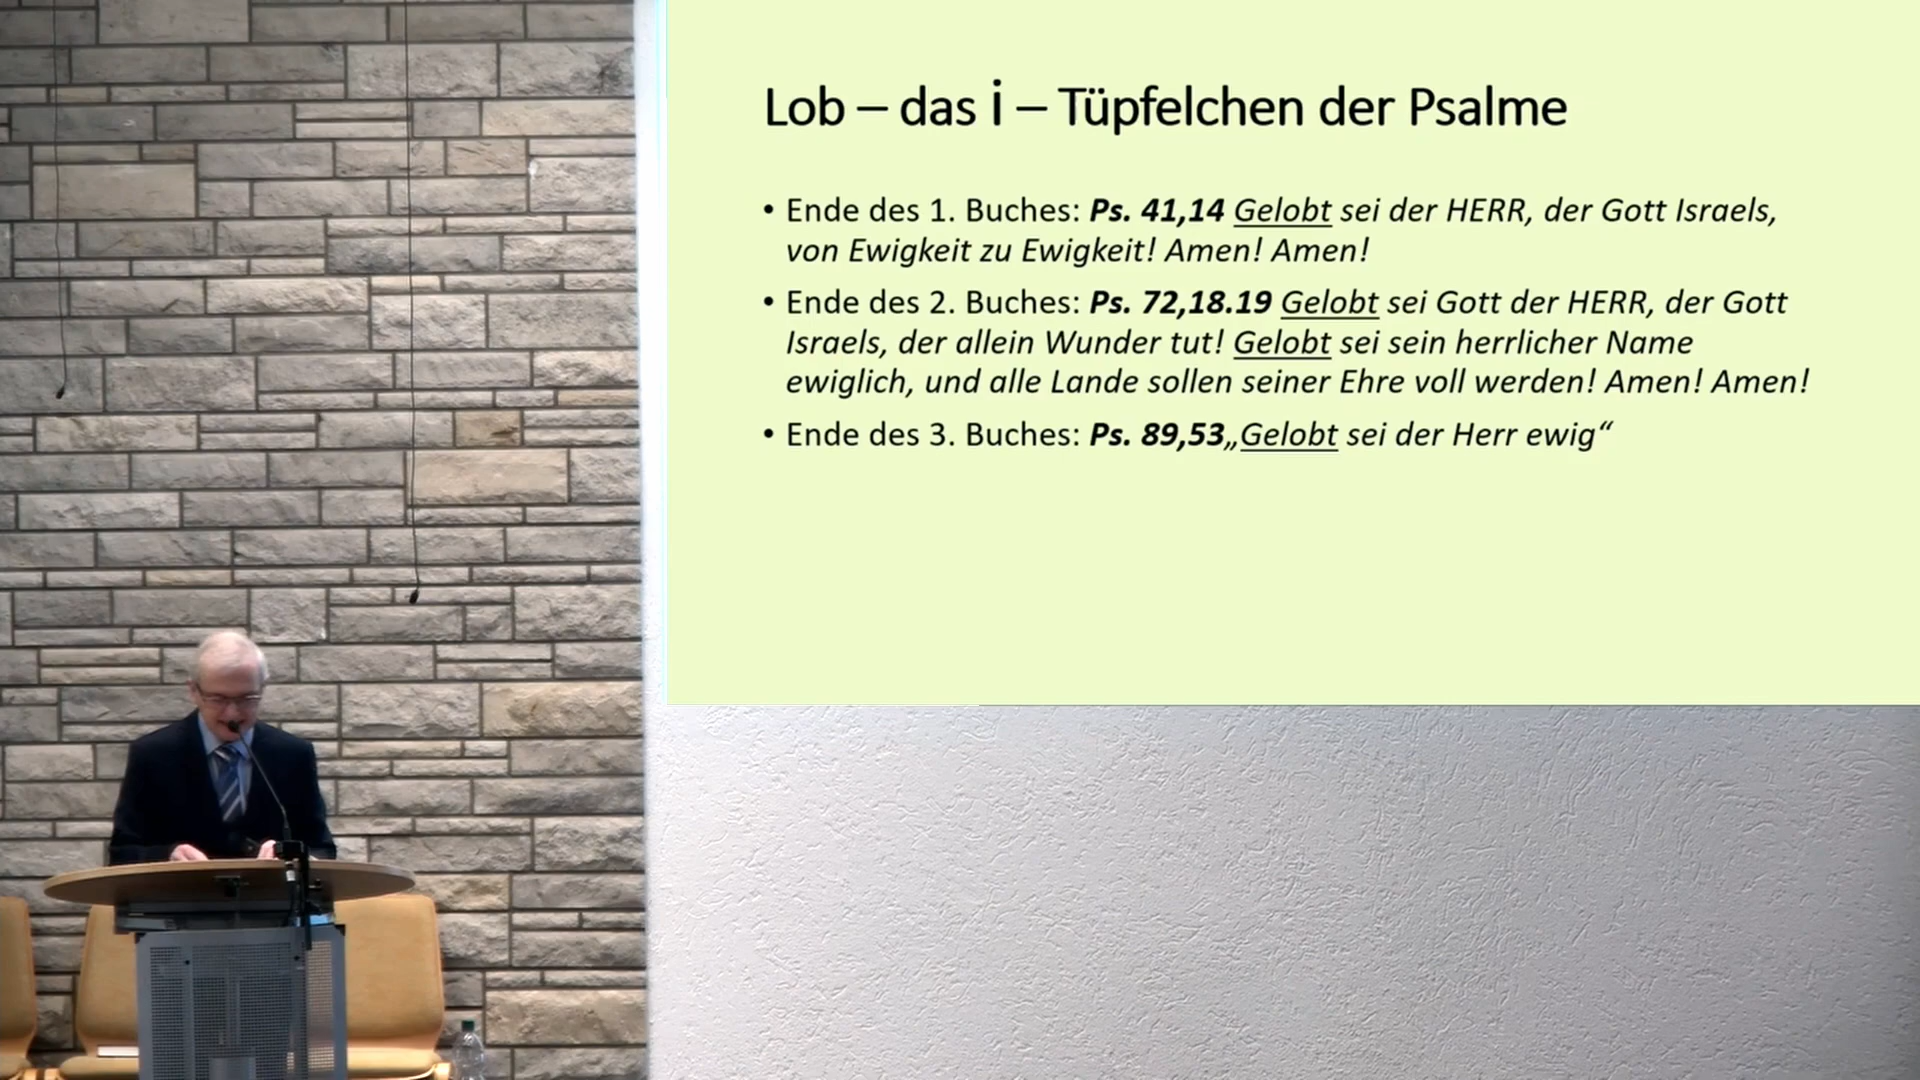 Lob – das i – Tüpfelchen der Psalme
• Ende des 1. Buches: Ps. 41,14 Gelobt sei der HERR, der Gott Israels,
von Ewigkeit zu Ewigkeit! Amen! Amen!
• Ende des 2. Buches: Ps. 72,18.19 Gelobt sei Gott der HERR, der Gott
Israels, der allein Wunder tut! Gelobt sei sein herrlicher Name
ewiglich, und alle Lande sollen seiner Ehre voll werden! Amen! Amen!
• Ende des 3. Buches: Ps. 89,53„Gelobt sei der Herr ewig“